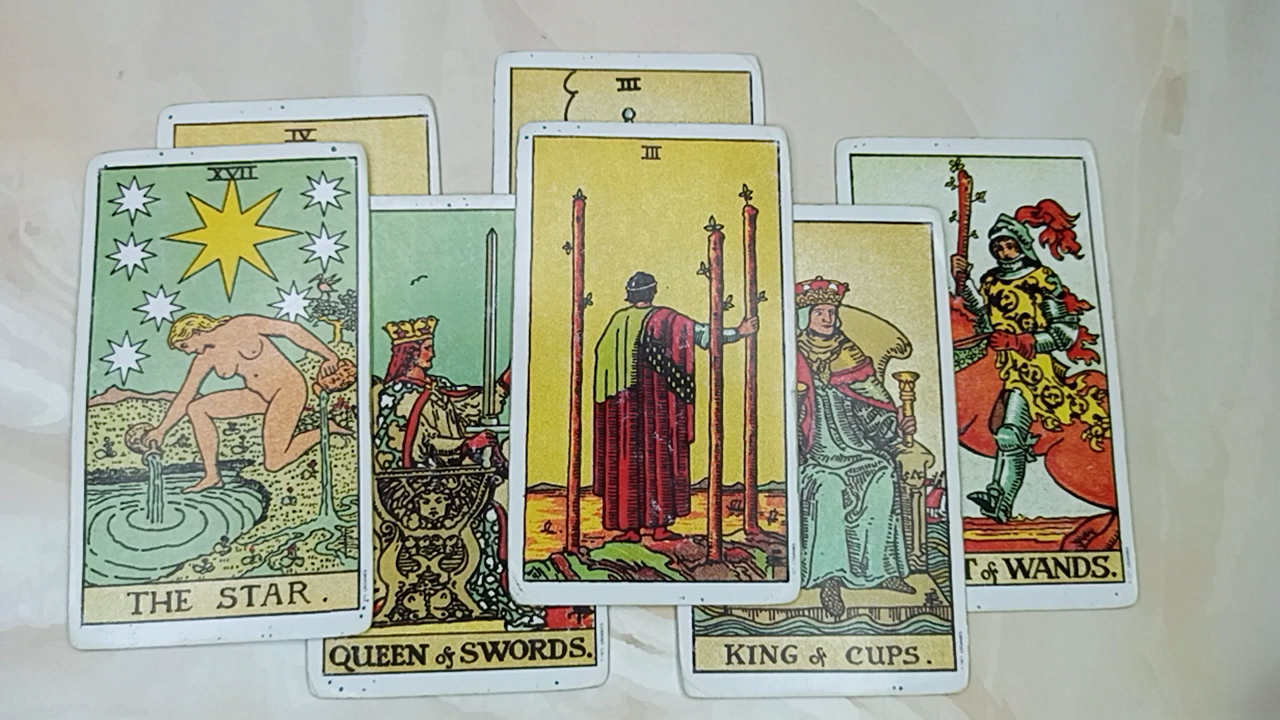 III
IV
III
XVII
T of WANDS.
THE STAR.
QUEEN of SWORDS.
KING of CUPS.